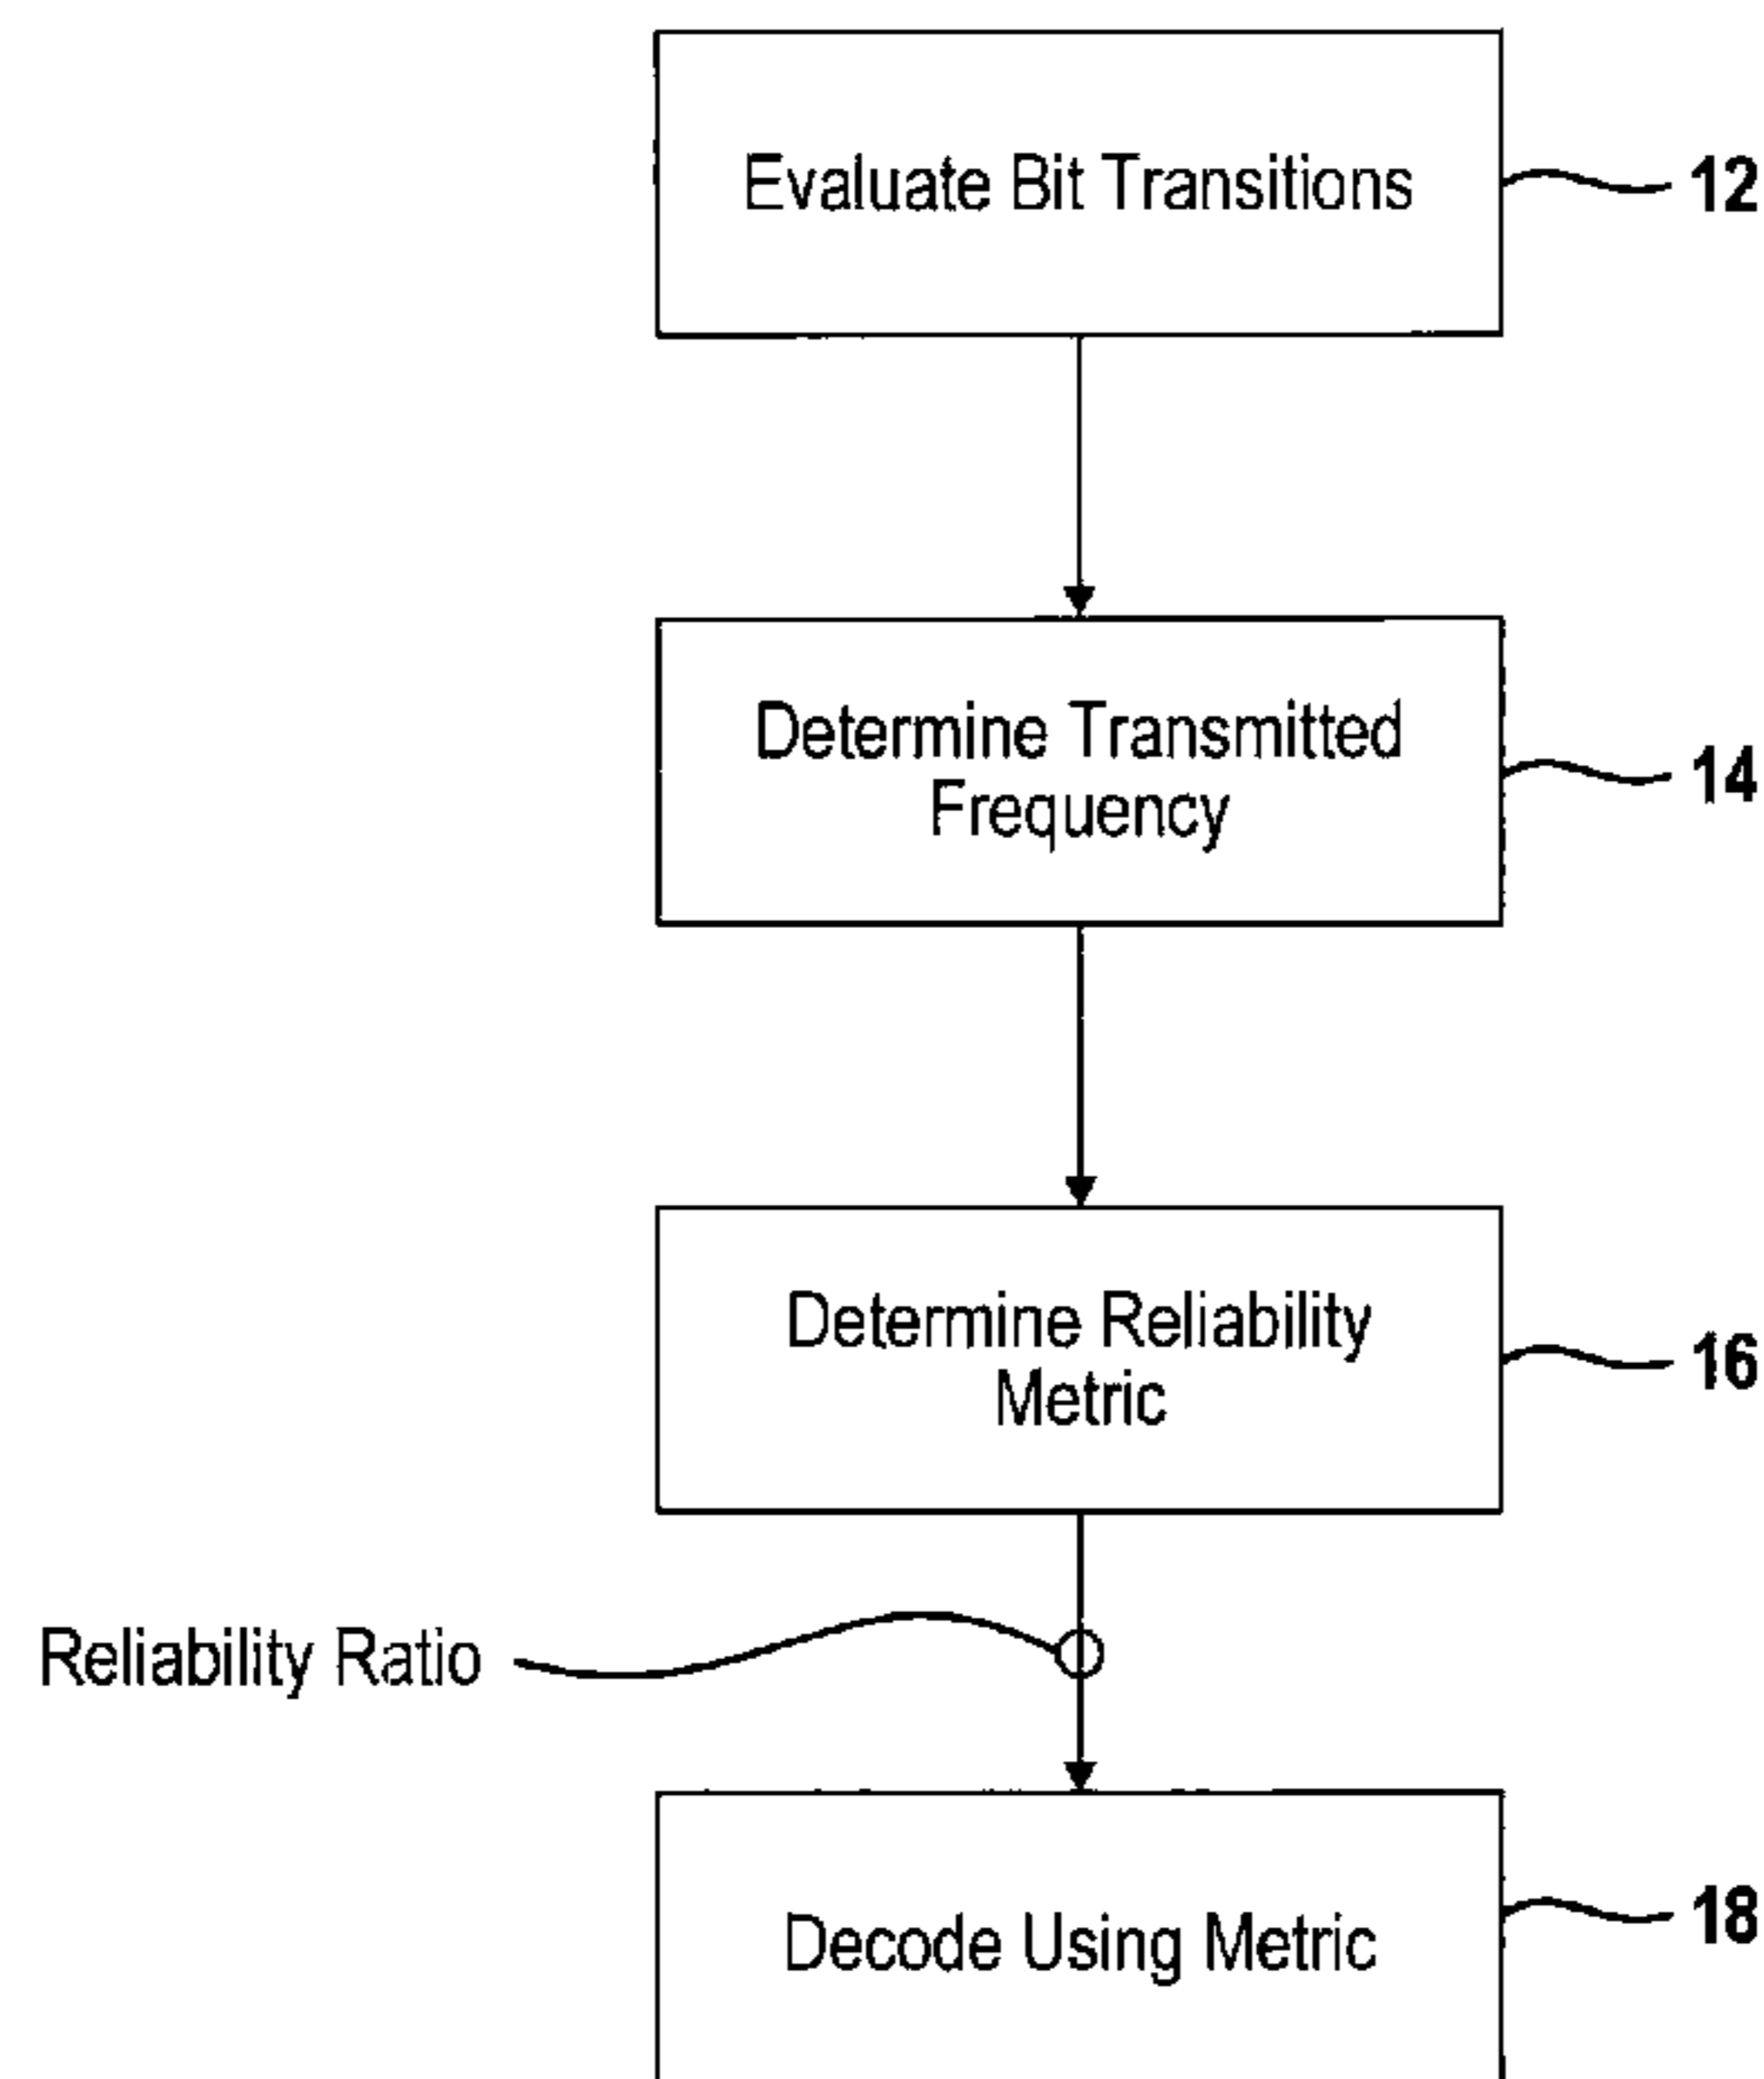 Evaluate Bit Transitions
12
Determine Transmitted
Frequency
14
Determine Reliability
Metric
16
Reliability Ratio
Decode Using Metric
18